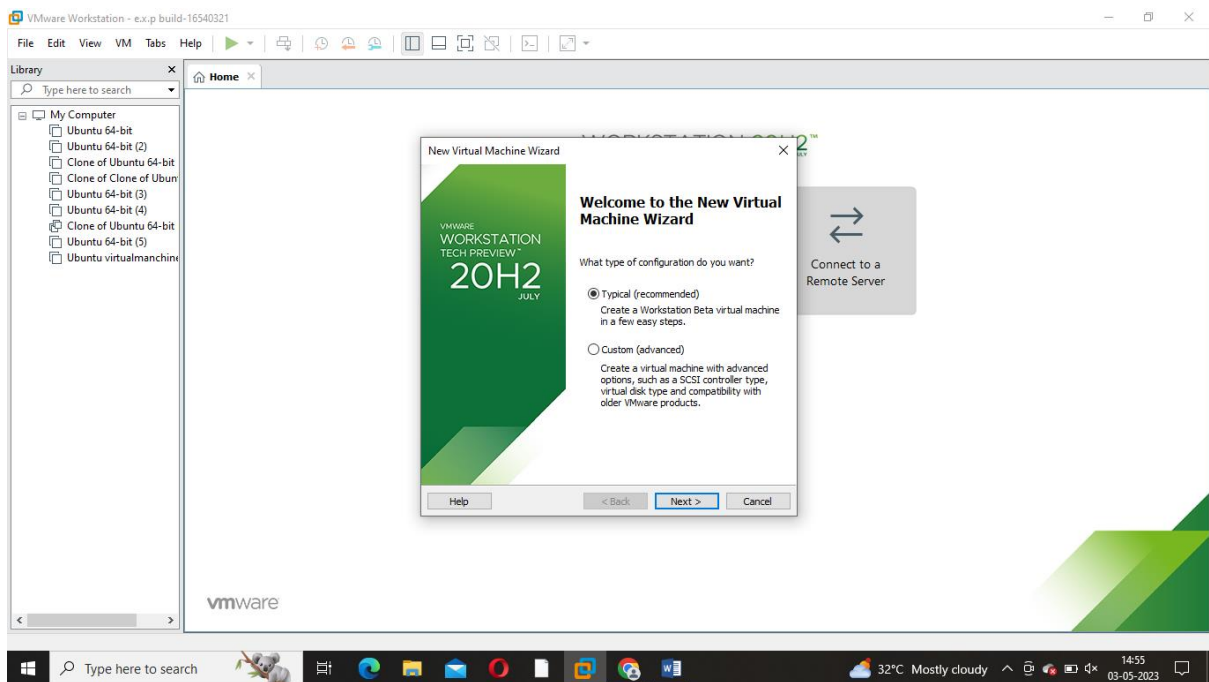 VMware Workstation - e.x.p build-16540321
File Edit View VM Tabs Help
Library
Type here to search
Home
My Computer
Ubuntu 64-bit
Ubuntu 64-bit (2)
Clone of Ubuntu 64-bit
Clone of Clone of Ubun
Ubuntu 64-bit (3)
Ubuntu 64-bit (4)
Clone of Ubuntu 64-bit
Ubuntu 64-bit (5)
Ubuntu virtualmanchine
New Virtual Machine Wizard
VMWARE
WORKSTATION
TECH PREVIEW™
20H2
JULY
Welcome to the New Virtual
Machine Wizard
What type of configuration do you want?
Typical (recommended)
Create a Workstation Beta virtual machine
in a few easy steps.
Custom (advanced)
Create a virtual machine with advanced
options, such as a SCSI controller type,
virtual disk type and compatibility with
older VMware products.
Help
< Back
Next >
Cancel
Connect to a
Remote Server
vmware
Type here to search
32°C Mostly cloudy
14:55
03-05-2023